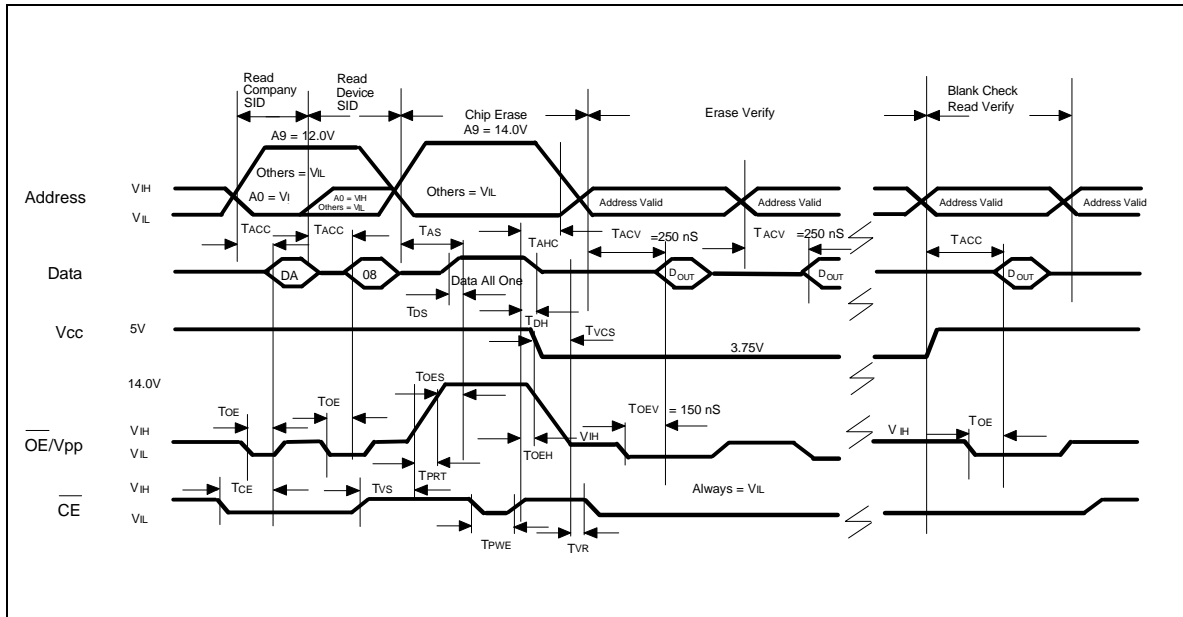 Read
Company
SID
Read
Device
SID
Chip Erase
A9 = 14.0V
Erase Verify
Blank Check
Read Verify
A9 = 12.0V
Others = VIL
A0 = VI
A0 = VIH
Others = VIL
Others = VIL
Address
VIH
VIL
Address Valid
Address Valid
Address Valid
Address Valid
TACC
TACC
TAS
TAHC
TACV =250 nS
TACV =250 nS
TACC
Data
DA
08
Data All One
DOUT
DOUT
DOUT
TDS
TDH
TVCS
Vcc
5V
3.75V
14.0V
TOES
TOE
TOE
TOEV = 150 nS
TOE
OE/Vpp
VIH
VIL
VIH
VIH
TOEH
TPRT
CE
VIH
VIL
TCE
TVS
Always = VIL
TPWE
TVR